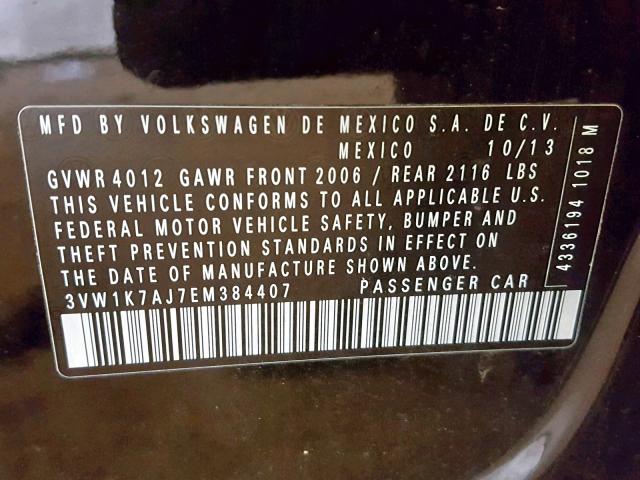 MFD BY VOLKSWAGEN DE MEXICO S.A. DE C.V.
MEXICO 10/13
GVWR 4012 GAWR FRONT 2006 / REAR 2116 LBS
THIS VEHICLE CONFORMS TO ALL APPLICABLE U.S.
FEDERAL MOTOR VEHICLE SAFETY, BUMPER AND
THEFT PREVENTION STANDARDS IN EFFECT ON
THE DATE OF MANUFACTURE SHOWN ABOVE.
3VW1K7AJ7EM384407 PASSENGER CAR
4336194 1018 M